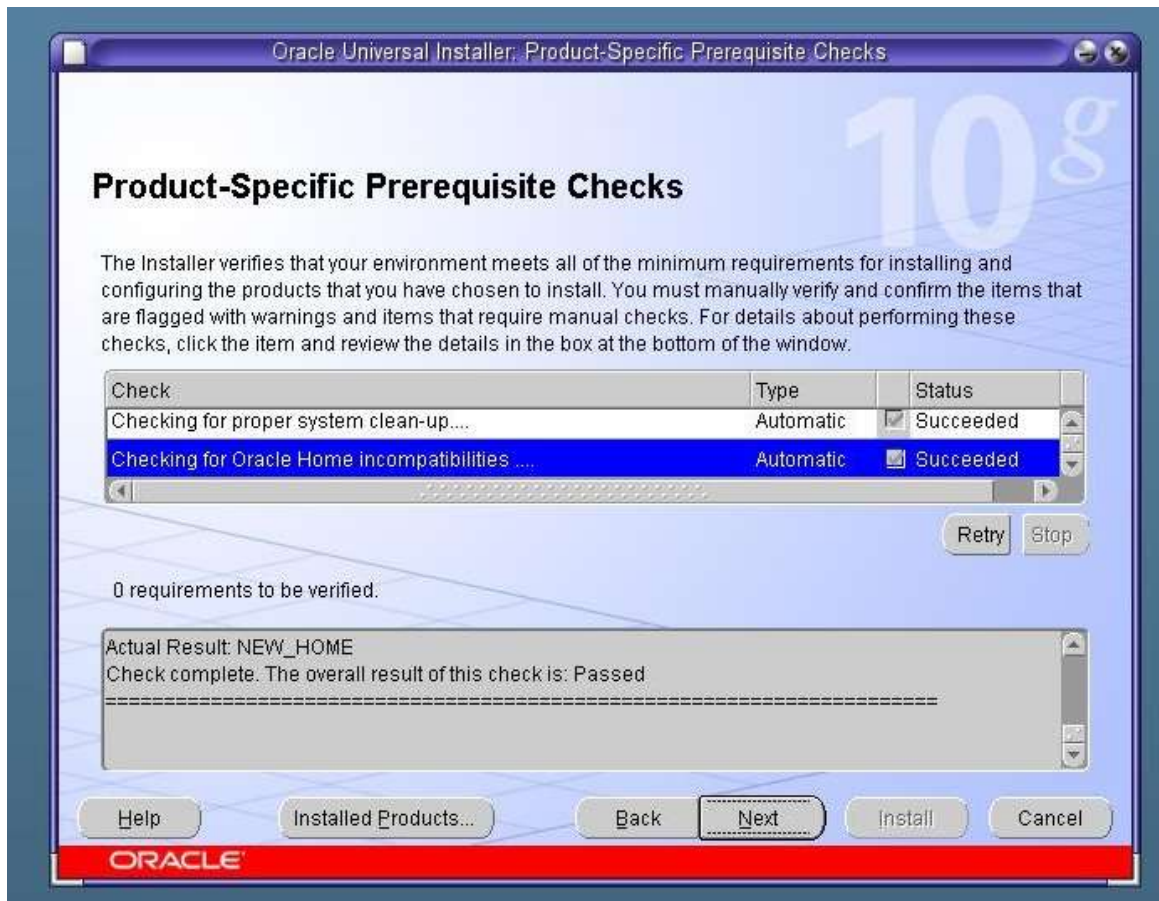 Oracle Universal Installer: Product-Specific Prerequisite Checks
10g
Product-Specific Prerequisite Checks
The Installer verifies that your environment meets all of the minimum requirements for installing and
configuring the products that you have chosen to install. You must manually verify and confirm the items that
are flagged with warnings and items that require manual checks. For details about performing these
checks, click the item and review the details in the box at the bottom of the window.
Check Type Status
Checking for proper system clean-up.... Automatic Succeeded
Checking for Oracle Home incompatibilities .... Automatic Succeeded
Retry Stop
0 requirements to be verified.
Actual Result: NEW_HOME
Check complete. The overall result of this check is: Passed
========================================================================
Help Installed Products... Back Next Install Cancel
ORACLE